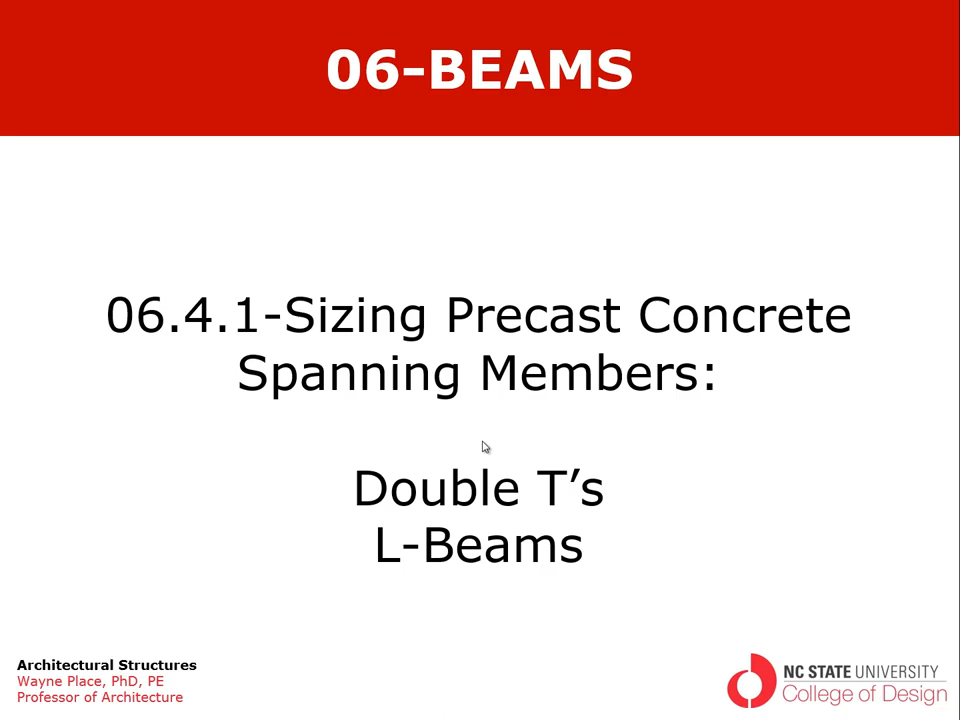 06-BEAMS
06.4.1-Sizing Precast Concrete
Spanning Members:
Double T’s
L-Beams
Architectural Structures
Wayne Place, PhD, PE
Professor of Architecture
NC STATE UNIVERSITY
College of Design